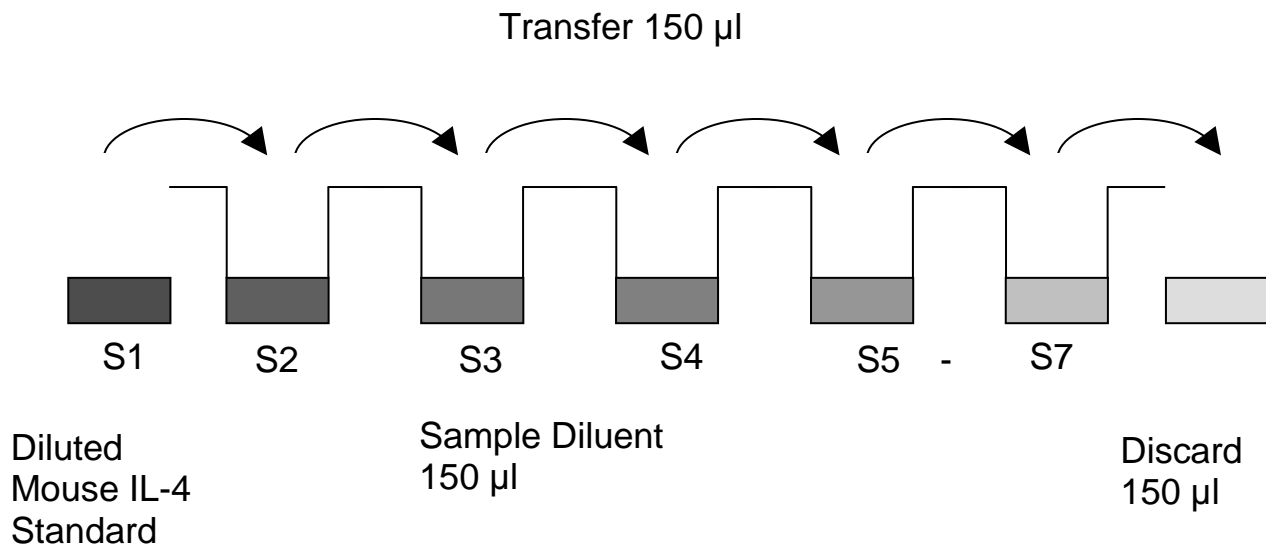 Transfer 150 µl
S1 S2 S3 S4 S5 - S7
Diluted
Mouse IL-4
Standard
Sample Diluent
150 µl
Discard
150 µl